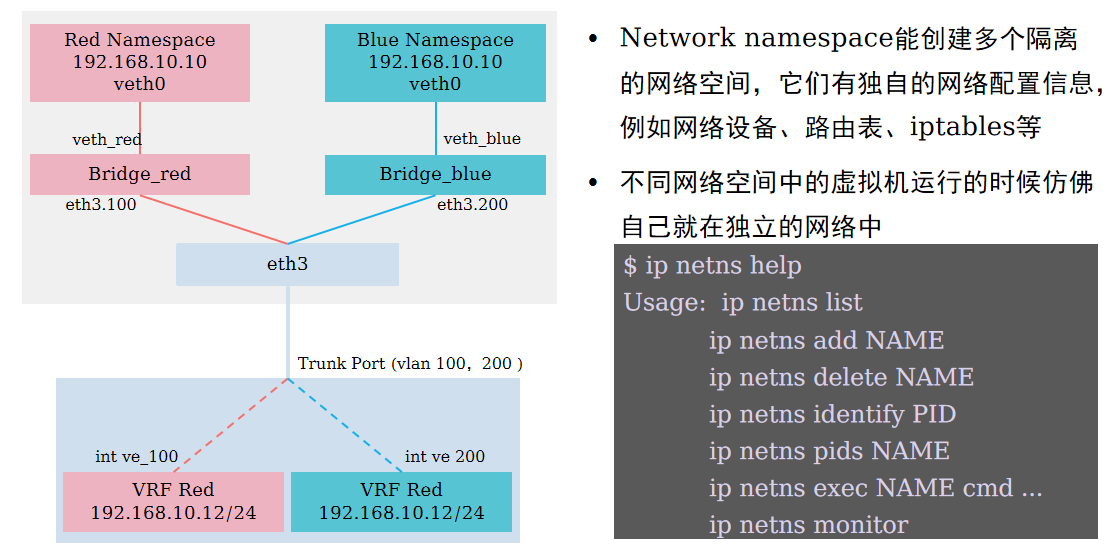 Red Namespace
192.168.10.10
veth0
Blue Namespace
192.168.10.10
veth0
veth_red
veth_blue
Bridge_red
Bridge_blue
eth3.100
eth3.200
eth3
Trunk Port (vlan 100，200 )
int ve_100
int ve 200
VRF Red
192.168.10.12/24
VRF Red
192.168.10.12/24
• Network namespace能创建多个隔离
的网络空间，它们有独自的网络配置信息，
例如网络设备、路由表、iptables等
• 不同网络空间中的虚拟机运行的时候仿佛
自己就在独立的网络中
$ ip netns help
Usage: ip netns list
ip netns add NAME
ip netns delete NAME
ip netns identify PID
ip netns pids NAME
ip netns exec NAME cmd ...
ip netns monitor